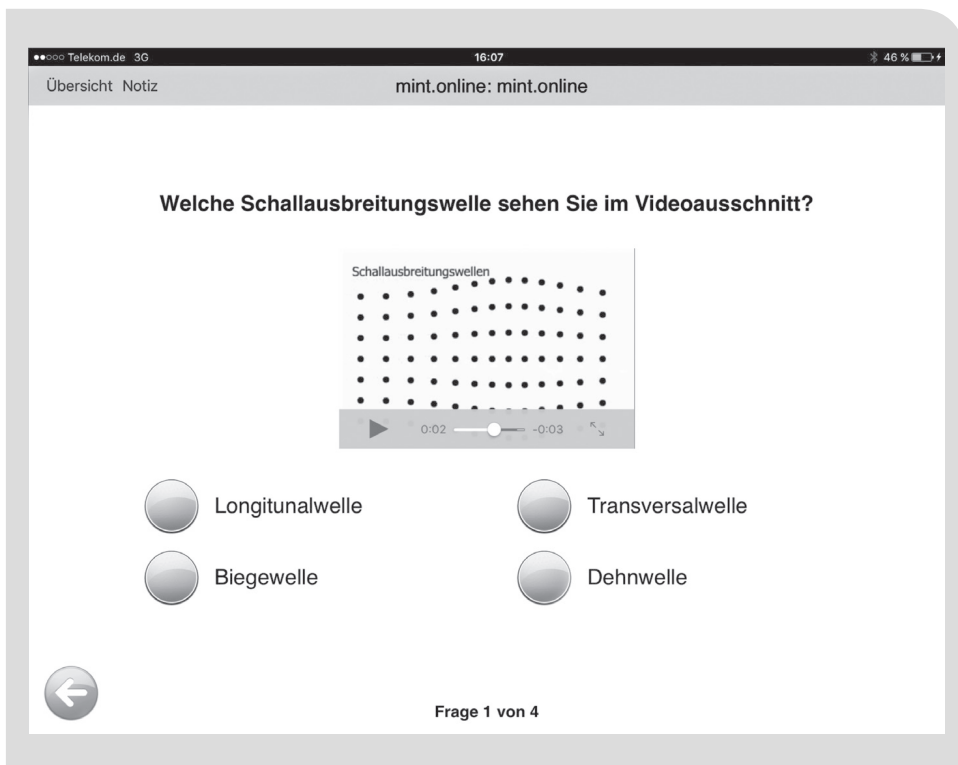 ●●○○○ Telekom.de 3G 16:07 46 %
Übersicht Notiz mint.online: mint.online
Welche Schallausbreitungswelle sehen Sie im Videoausschnitt?
Schallausbreitungswellen
0:02 -0:03
Longitunalwelle Transversalwelle
Biegewelle Dehnwelle
Frage 1 von 4